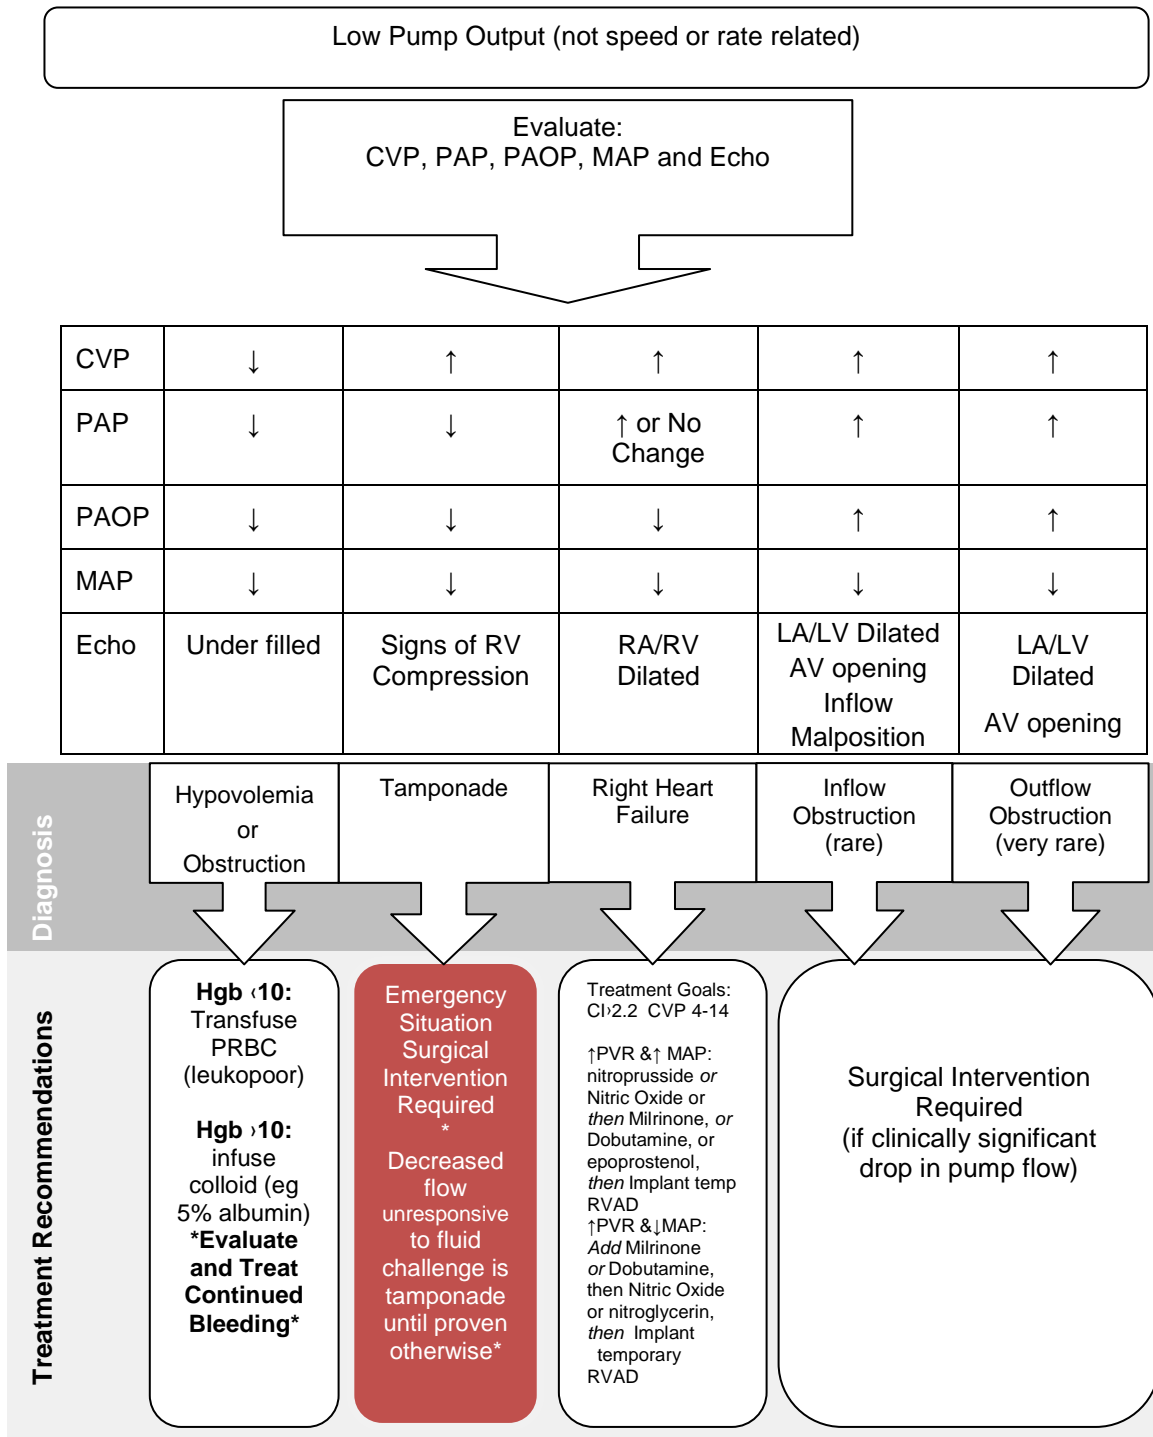 Low Pump Output (not speed or rate related)
Evaluate:
CVP, PAP, PAOP, MAP and Echo
CVP ↓ ↑ ↑ ↑ ↑
PAP ↓ ↓ ↑ or No Change ↑ ↑
PAOP ↓ ↓ ↓ ↑ ↑
MAP ↓ ↓ ↓ ↓ ↓
Echo
Under filled
Signs of RV
Compression
RA/RV
Dilated
LA/LV Dilated
AV opening
Inflow
Malposition
LA/LV
Dilated
AV opening
Diagnosis
Hypovolemia
or
Obstruction
Tamponade
Right Heart
Failure
Inflow
Obstruction
(rare)
Outflow
Obstruction
(very rare)
Treatment Recommendations
Hgb ‹10:
Transfuse
PRBC
(leukopoor)
Hgb ›10:
infuse
colloid (eg
5% albumin)
*Evaluate
and Treat
Continued
Bleeding*
Emergency
Situation
Surgical
Intervention
Required
*
Decreased
flow
unresponsive
to fluid
challenge is
tamponade
until proven
otherwise*
Treatment Goals:
CI›2.2 CVP 4-14
↑PVR &↑ MAP:
nitroprusside or
Nitric Oxide or
then Milrinone, or
Dobutamine, or
epoprostenol,
then Implant temp
RVAD
↑PVR &↓MAP:
Add Milrinone
or Dobutamine,
then Nitric Oxide
or nitroglycerin,
then Implant
temporary
RVAD
Surgical Intervention
Required
(if clinically significant
drop in pump flow)